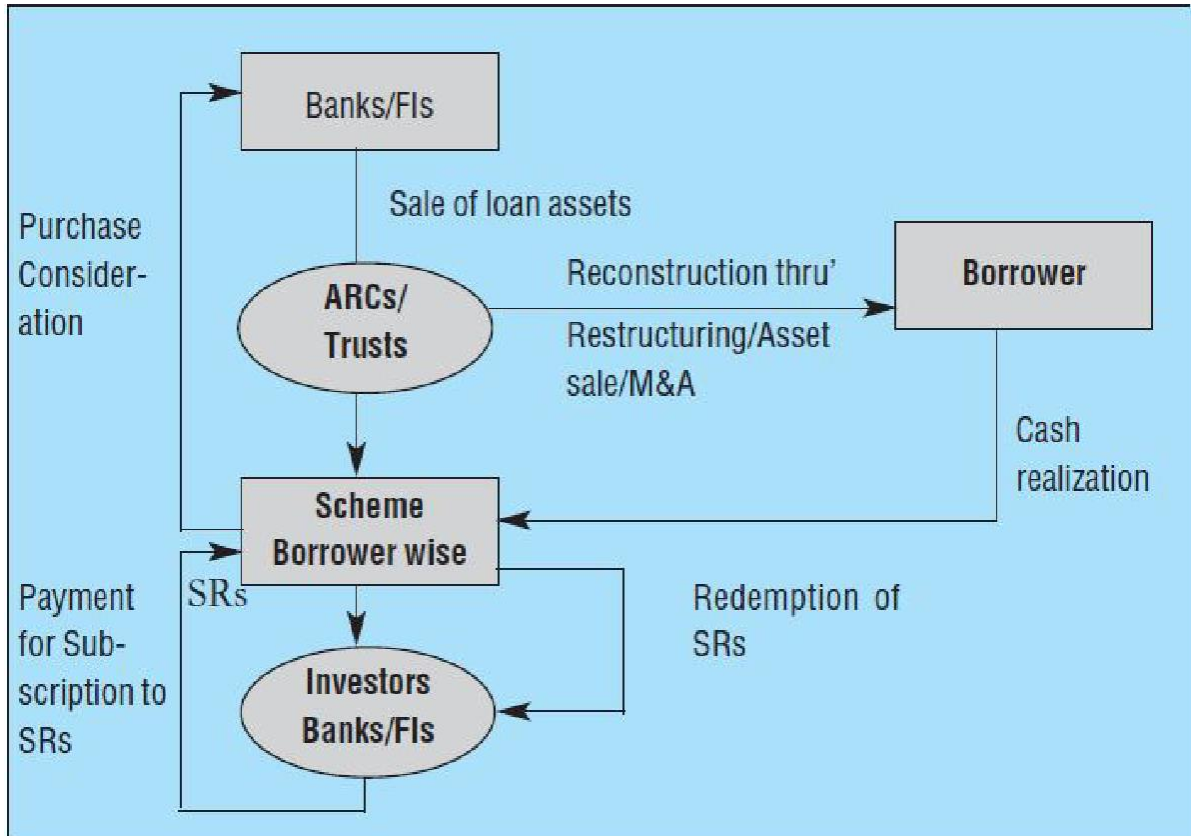 Banks/FIs
Sale of loan assets
Purchase
Consider-
ation
ARCs/
Trusts
Reconstruction thru’
Restructuring/Asset
sale/M&A
Borrower
Cash
realization
Scheme
Borrower wise
SRs
Payment
for Sub-
scription to
SRs
Redemption of
SRs
Investors
Banks/FIs